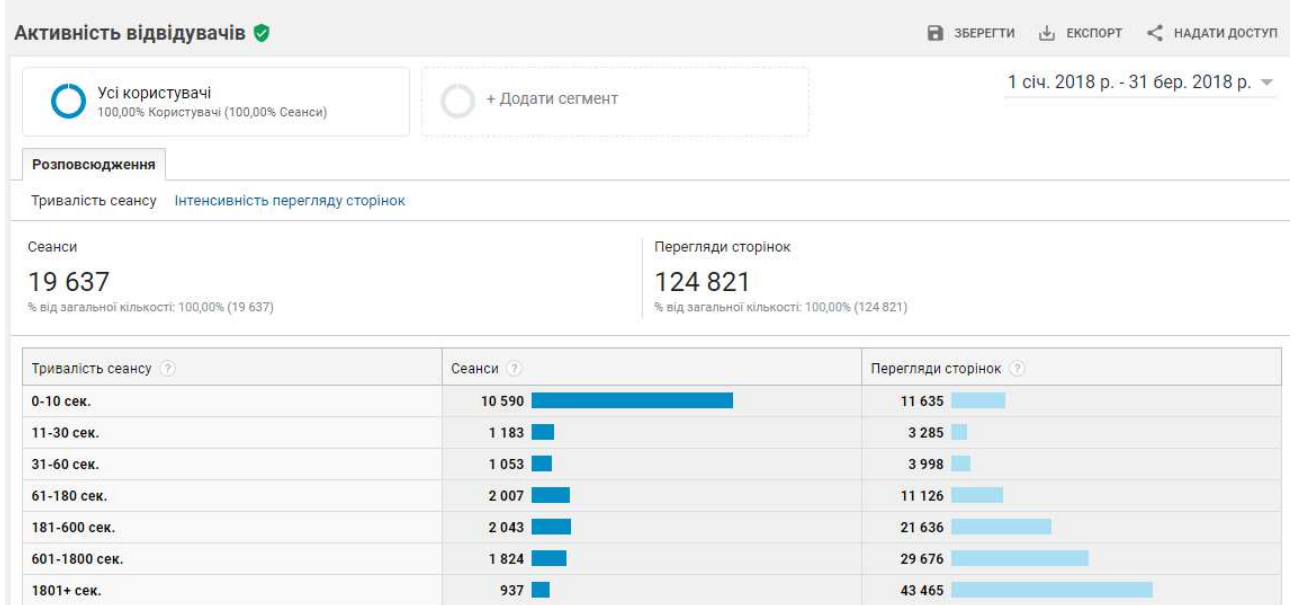 Активність відвідувачів
ЗБЕРЕГТИ ЕКСПОРТ НАДАТИ ДОСТУП
Усі користувачі
100,00% Користувачі (100,00% Сеанси)
+ Додати сегмент
1 січ. 2018 р. - 31 бер. 2018 р.
Розповсюдження
Тривалість сеансу Інтенсивність перегляду сторінок
Сеанси Перегляди сторінок
19 637 124 821
% від загальної кількості: 100,00% (19 637) % від загальної кількості: 100,00% (124 821)
Тривалість сеансу ? Сеанси ? Перегляди сторінок ?
0-10 сек. 10 590 11 635
11-30 сек. 1 183 3 285
31-60 сек. 1 053 3 998
61-180 сек. 2 007 11 126
181-600 сек. 2 043 21 636
601-1800 сек. 1 824 29 676
1801+ сек. 937 43 465